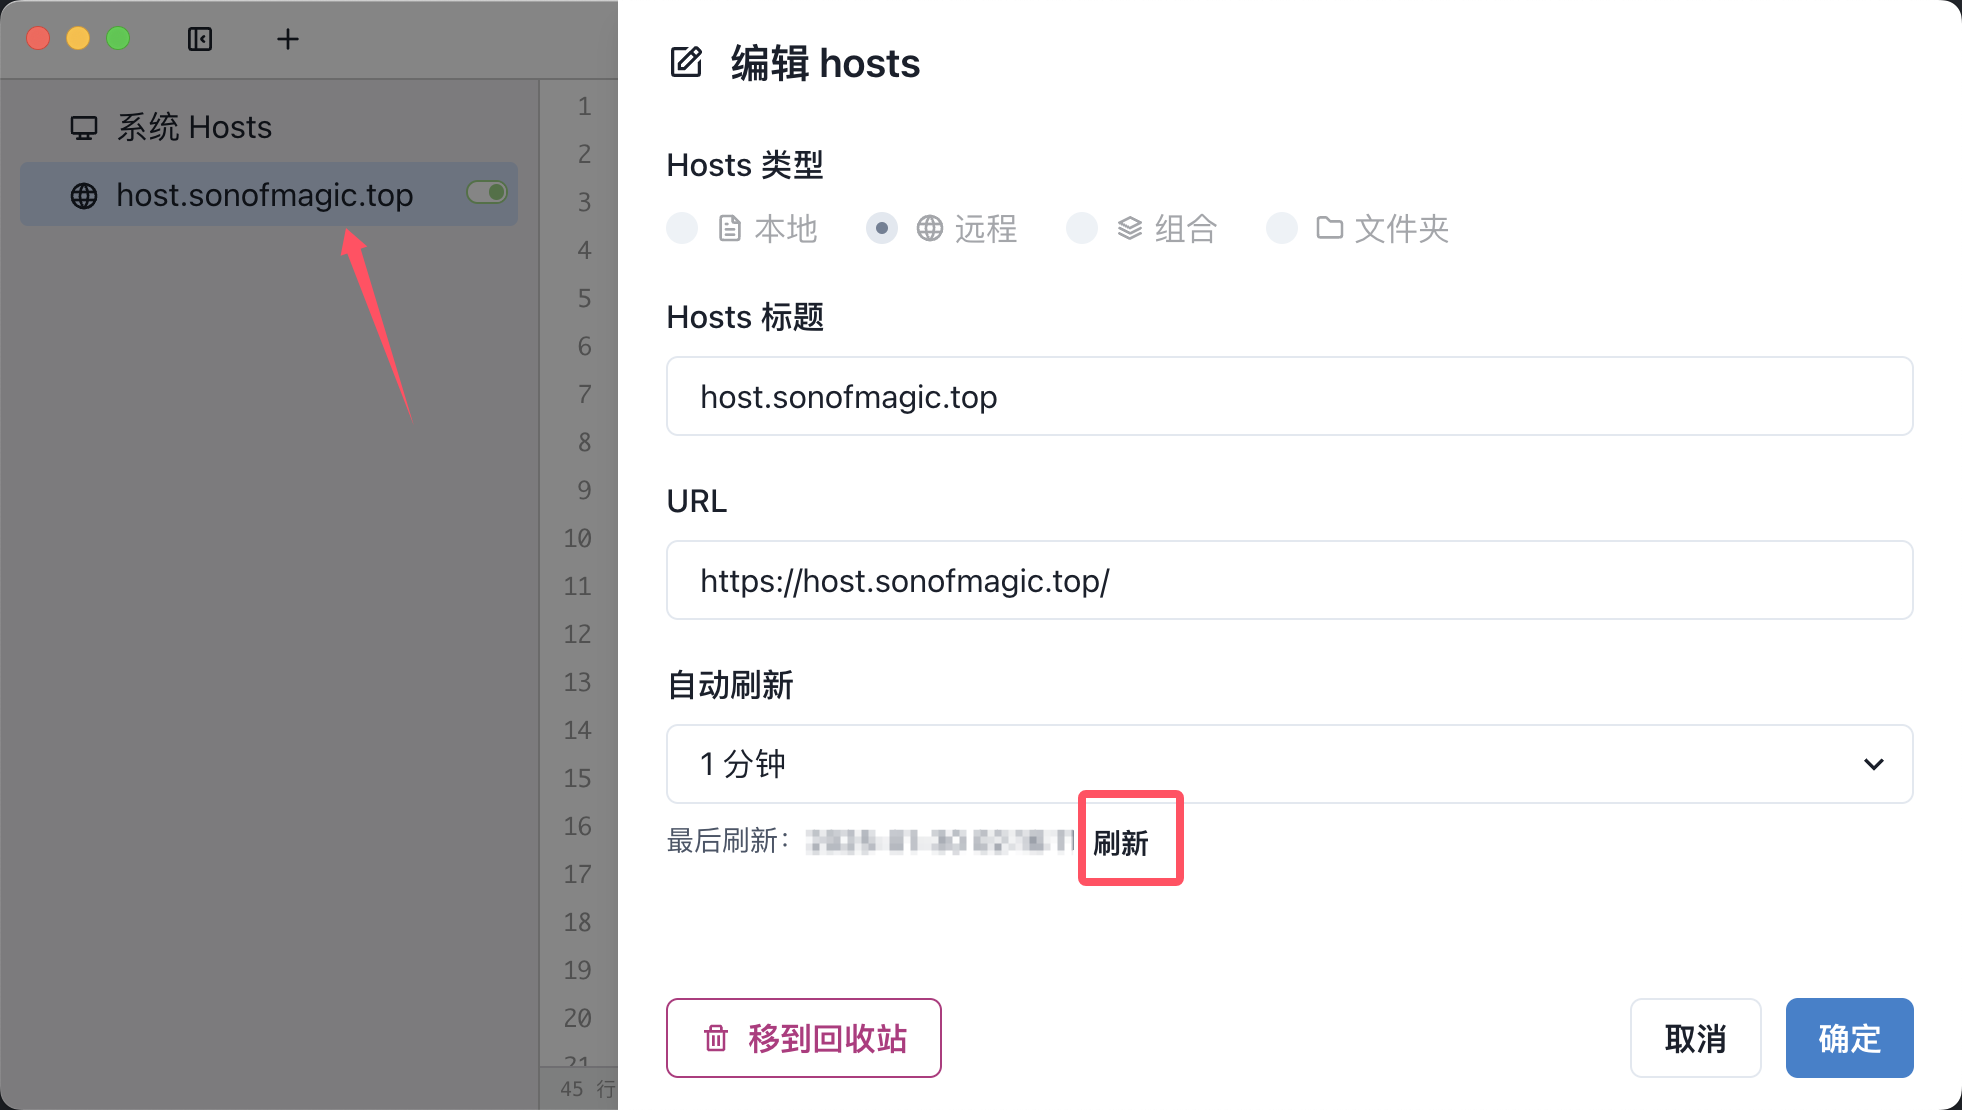 系统 Hosts
host.sonofmagic.top
1
2
3
4
5
6
7
8
9
10
11
12
13
14
15
16
17
18
19
20
21
45 行
编辑 hosts
Hosts 类型
本地 远程 组合 文件夹
Hosts 标题
host.sonofmagic.top
URL
https://host.sonofmagic.top/
自动刷新
1 分钟
最后刷新： 刷新
移到回收站 取消 确定